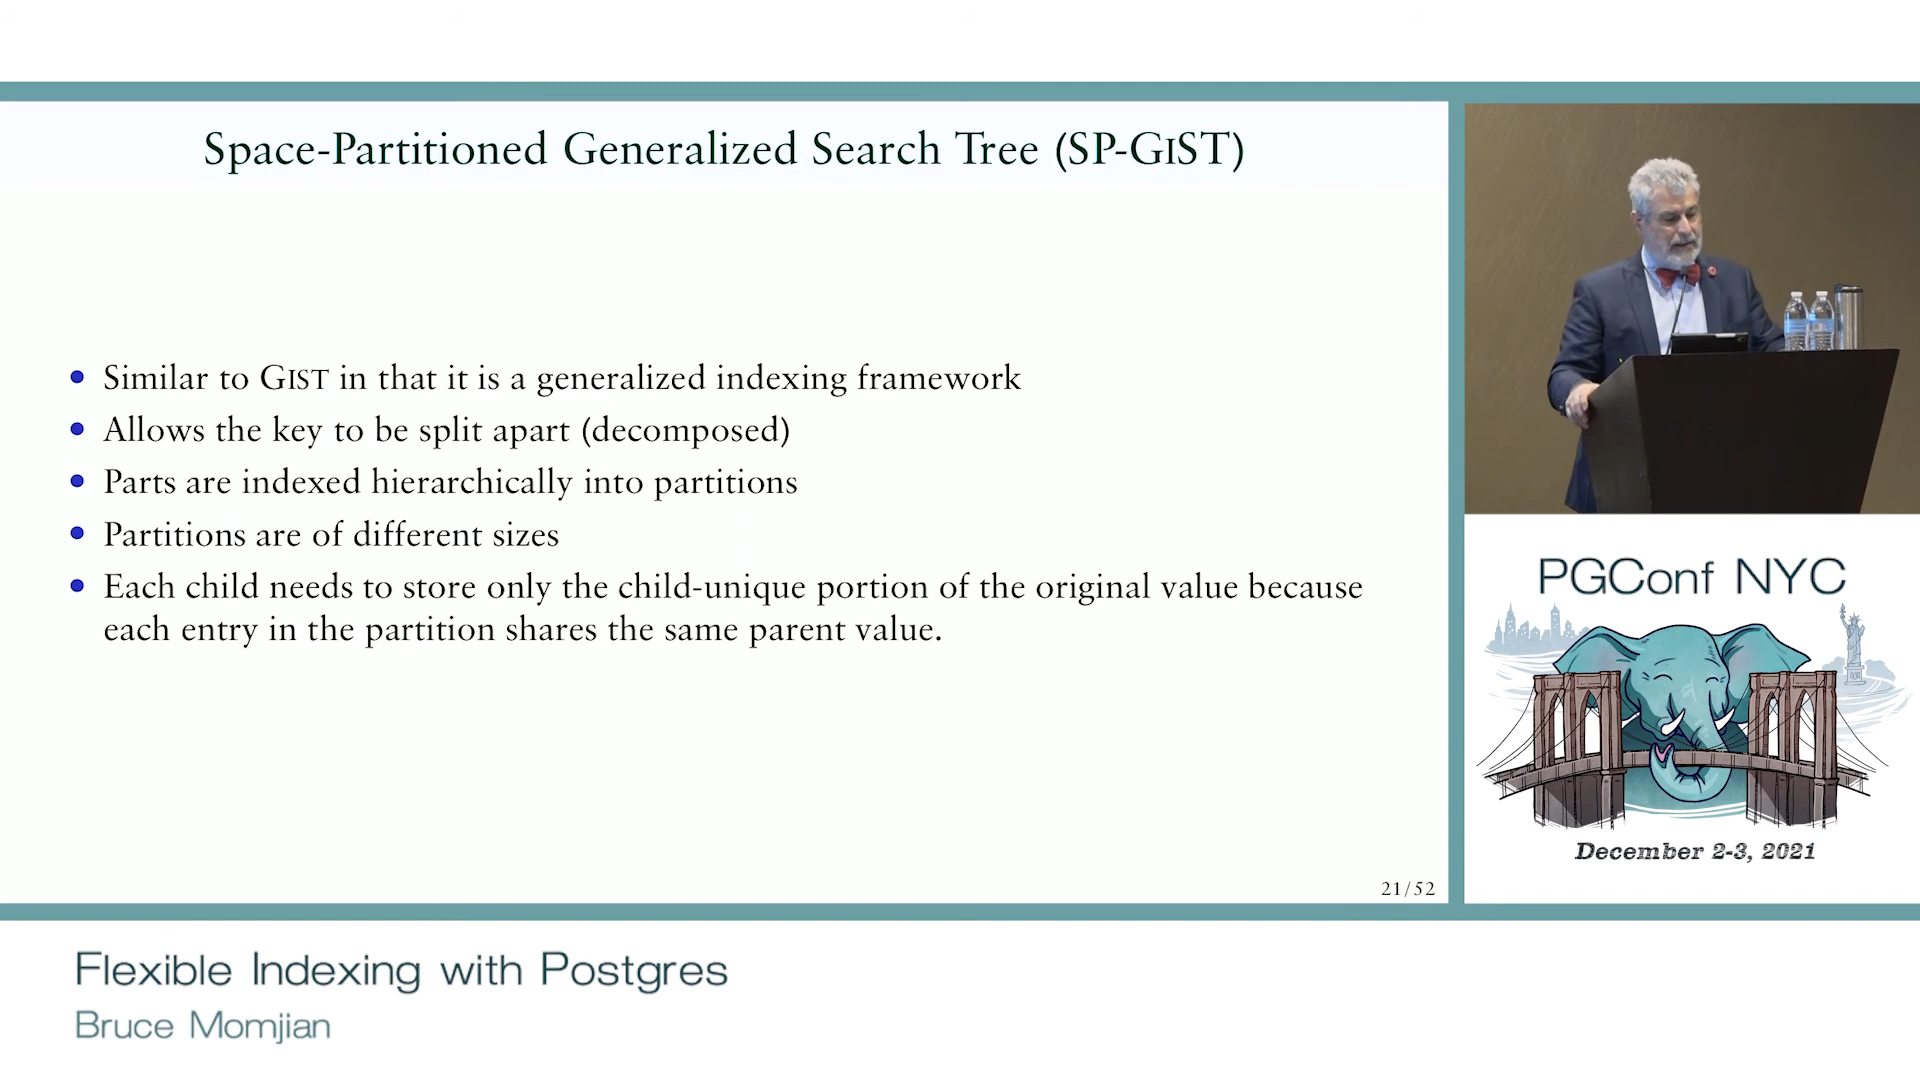 Space-Partitioned Generalized Search Tree (SP-GIST)
• Similar to GIST in that it is a generalized indexing framework
• Allows the key to be split apart (decomposed)
• Parts are indexed hierarchically into partitions
• Partitions are of different sizes
• Each child needs to store only the child-unique portion of the original value because
each entry in the partition shares the same parent value.
21/52
PGConf NYC
December 2-3, 2021
Flexible Indexing with Postgres
Bruce Momjian